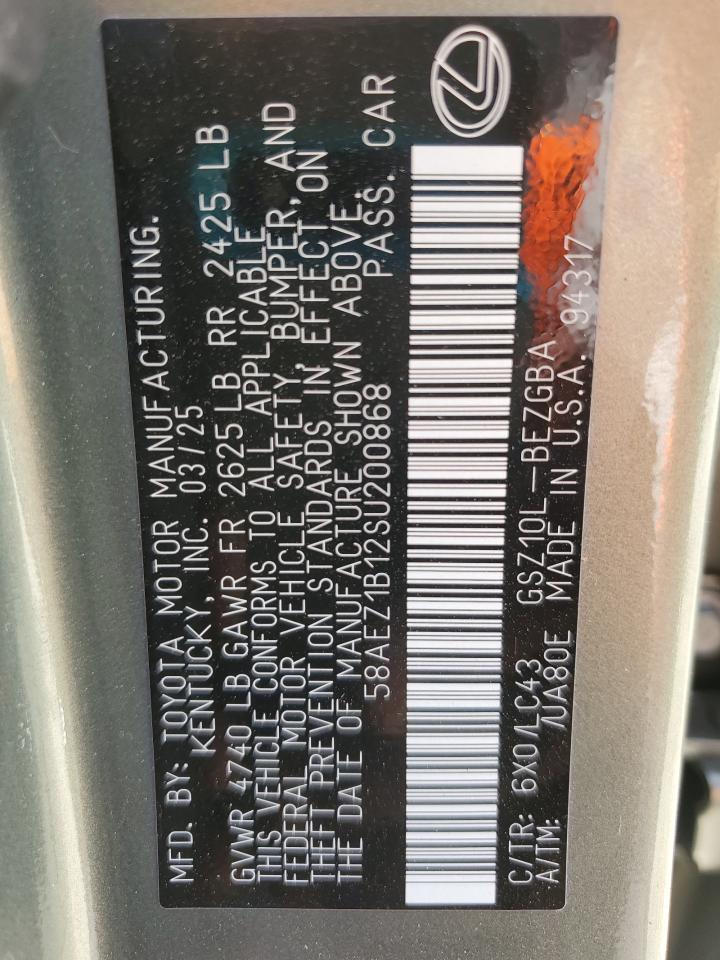 MFD. BY: TOYOTA MOTOR MANUFACTURING.
KENTUCKY, INC. 03/25
GVWR 4740 LB GAWR FR 2625 LB RR 2425 LB
THIS VEHICLE CONFORMS TO ALL APPLICABLE
FEDERAL MOTOR VEHICLE SAFETY, BUMPER, AND
THEFT PREVENTION STANDARDS IN EFFECT ON
THE DATE OF MANUFACTURE SHOWN ABOVE.
58AEZ1B12SU200868 PASS. CAR
C/TR: 6X0/LC43 GSZ10L-BEZGBA
A/TM: /UA80E MADE IN U.S.A. 94317